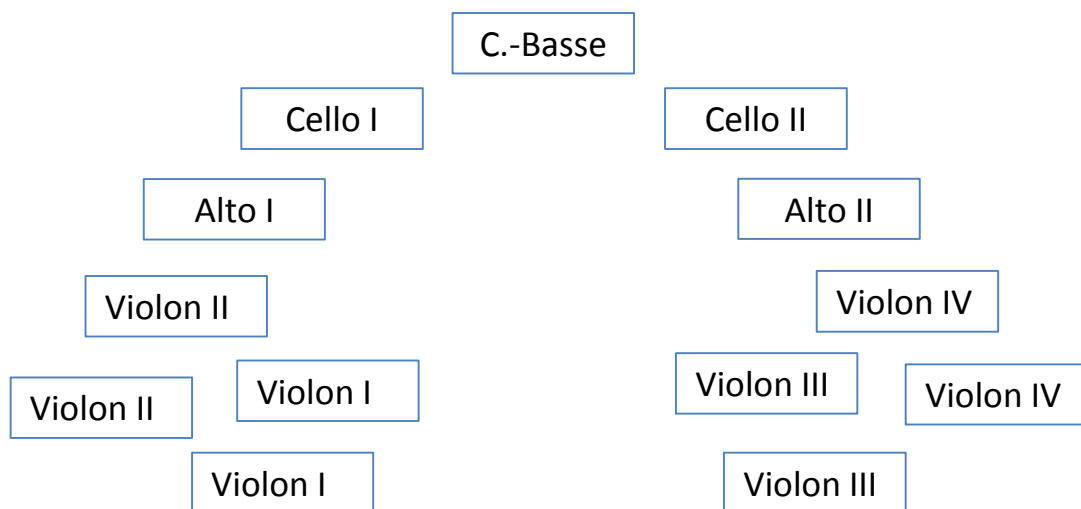 C.-Basse
Cello I
Cello II
Alto I
Alto II
Violon II
Violon IV
Violon I
Violon III
Violon II
Violon IV
Violon I
Violon III